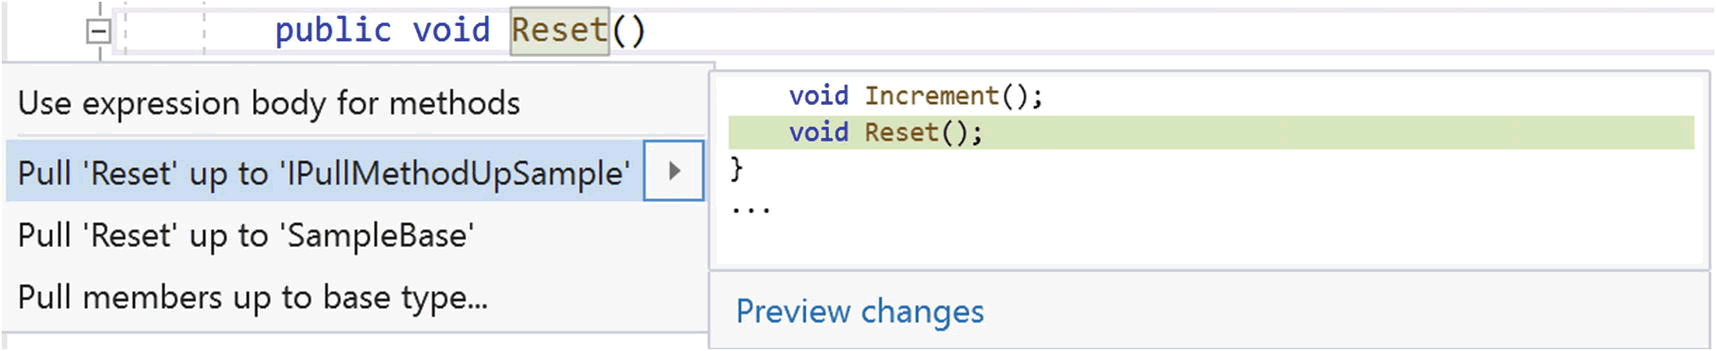 public void Reset()
Use expression body for methods
Pull 'Reset' up to 'IPullMethodUpSample'
Pull 'Reset' up to 'SampleBase'
Pull members up to base type...
void Increment();
void Reset();
}
...
Preview changes